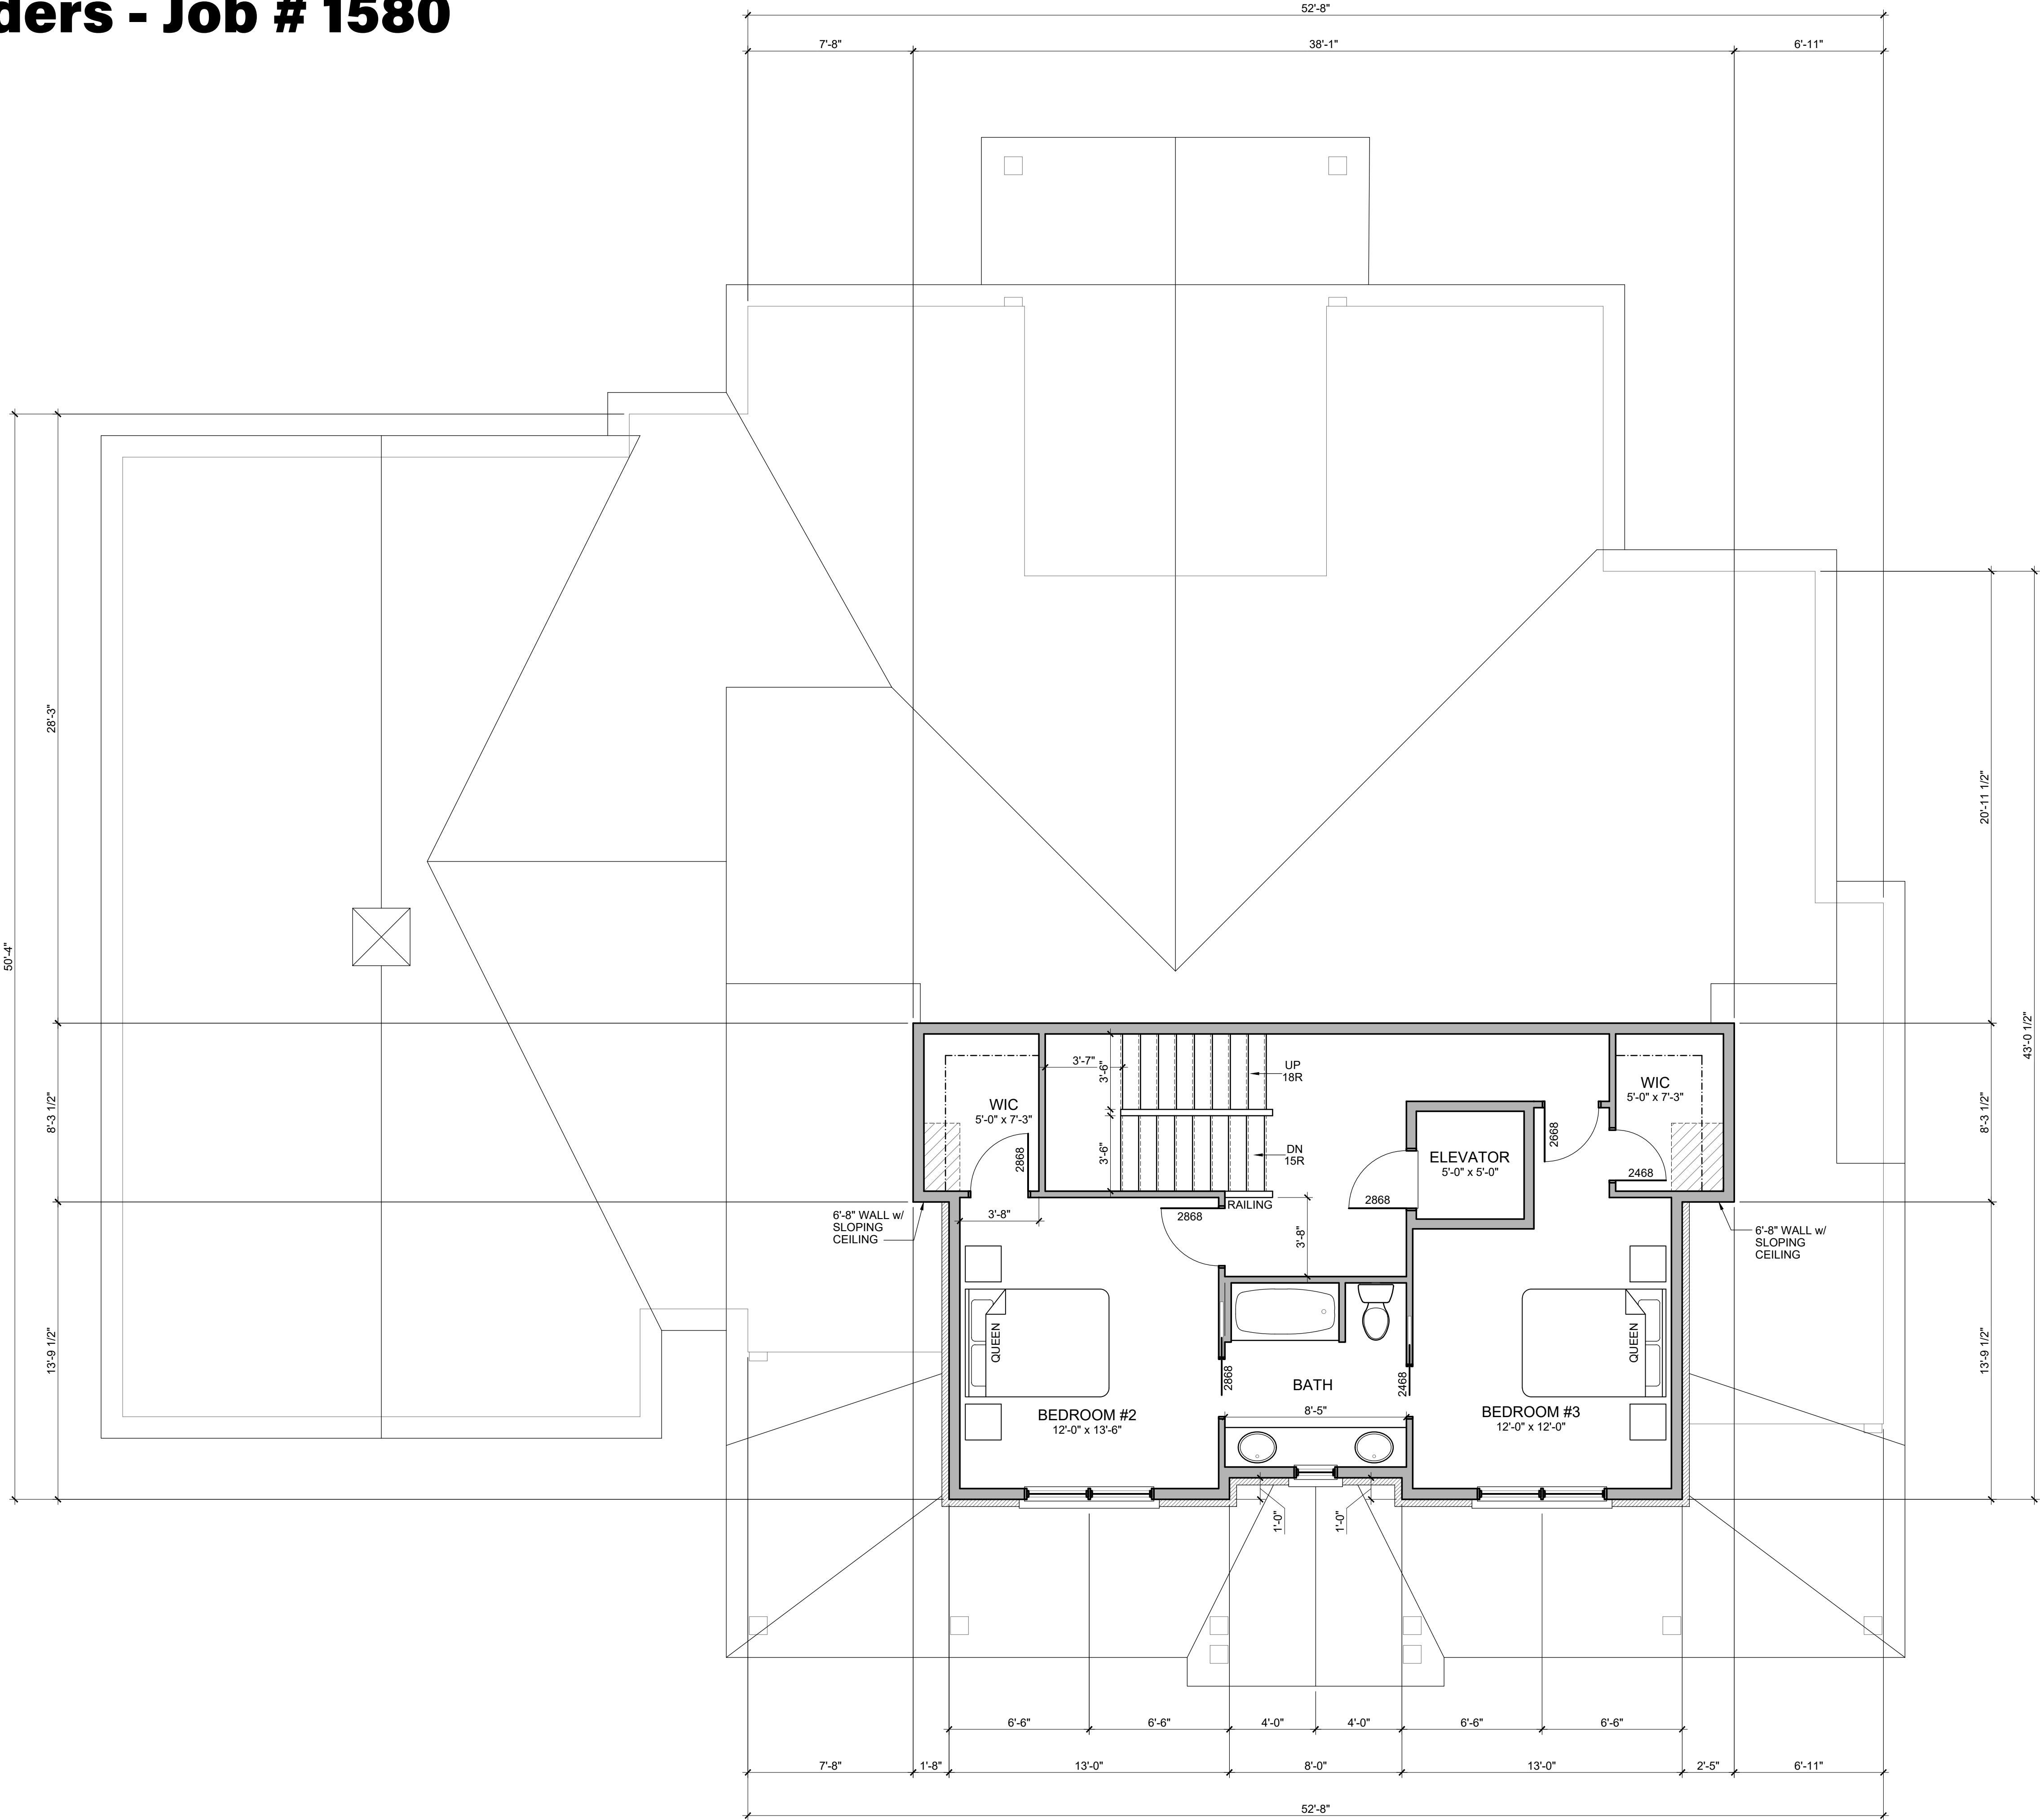 ders - Job # 1580
52'-8"
7'-8"
38'-1"
6'-11"
28'-3"
50'-4"
8'-3 1/2"
13'-9 1/2"
20'-11 1/2"
43'-0 1/2"
8'-3 1/2"
13'-9 1/2"
3'-7"
3'-6"
UP
18R
WIC
5'-0" x 7'-3"
WIC
5'-0" x 7'-3"
2868
3'-6"
DN
15R
ELEVATOR
5'-0" x 5'-0"
2668
2468
2868
RAILING
2868
3'-8"
3'-8"
6'-8" WALL w/
SLOPING
CEILING
6'-8" WALL w/
SLOPING
CEILING
QUEEN
QUEEN
2868
BATH
2468
8'-5"
BEDROOM #2
12'-0" x 13'-6"
BEDROOM #3
12'-0" x 12'-0"
1'-0"
1'-0"
6'-6"
6'-6"
4'-0"
4'-0"
6'-6"
6'-6"
7'-8"
1'-8"
13'-0"
8'-0"
13'-0"
2'-5"
6'-11"
52'-8"